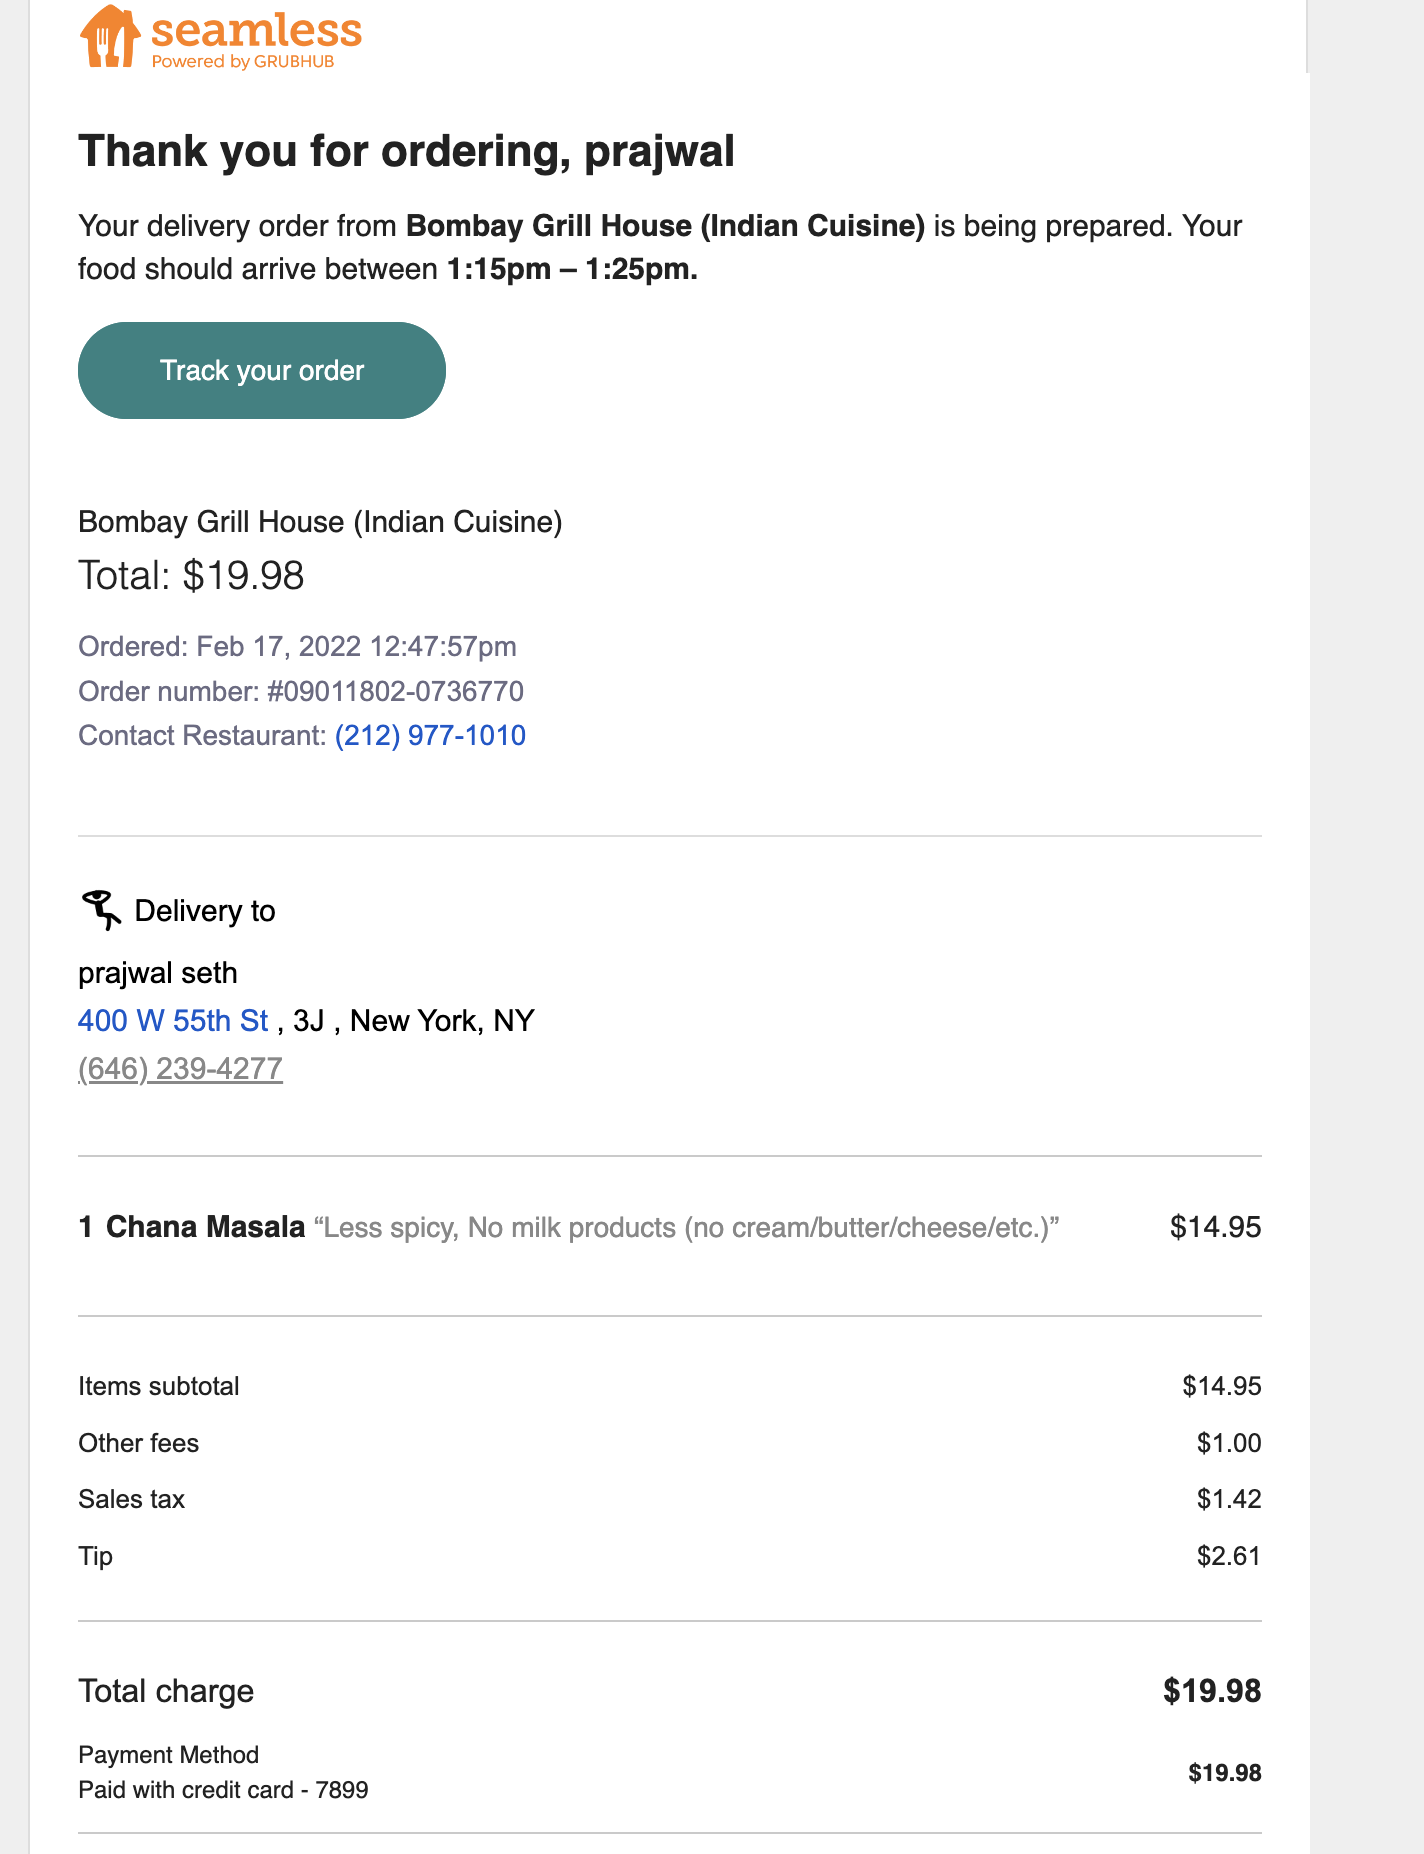 seamless
Powered by GRUBHUB
Thank you for ordering, prajwal
Your delivery order from Bombay Grill House (Indian Cuisine) is being prepared. Your
food should arrive between 1:15pm – 1:25pm.
Track your order
Bombay Grill House (Indian Cuisine)
Total: $19.98
Ordered: Feb 17, 2022 12:47:57pm
Order number: #09011802-0736770
Contact Restaurant: (212) 977-1010
Delivery to
prajwal seth
400 W 55th St , 3J , New York, NY
(646) 239-4277
1 Chana Masala “Less spicy, No milk products (no cream/butter/cheese/etc.)” $14.95
Items subtotal $14.95
Other fees $1.00
Sales tax $1.42
Tip $2.61
Total charge $19.98
Payment Method
Paid with credit card - 7899 $19.98